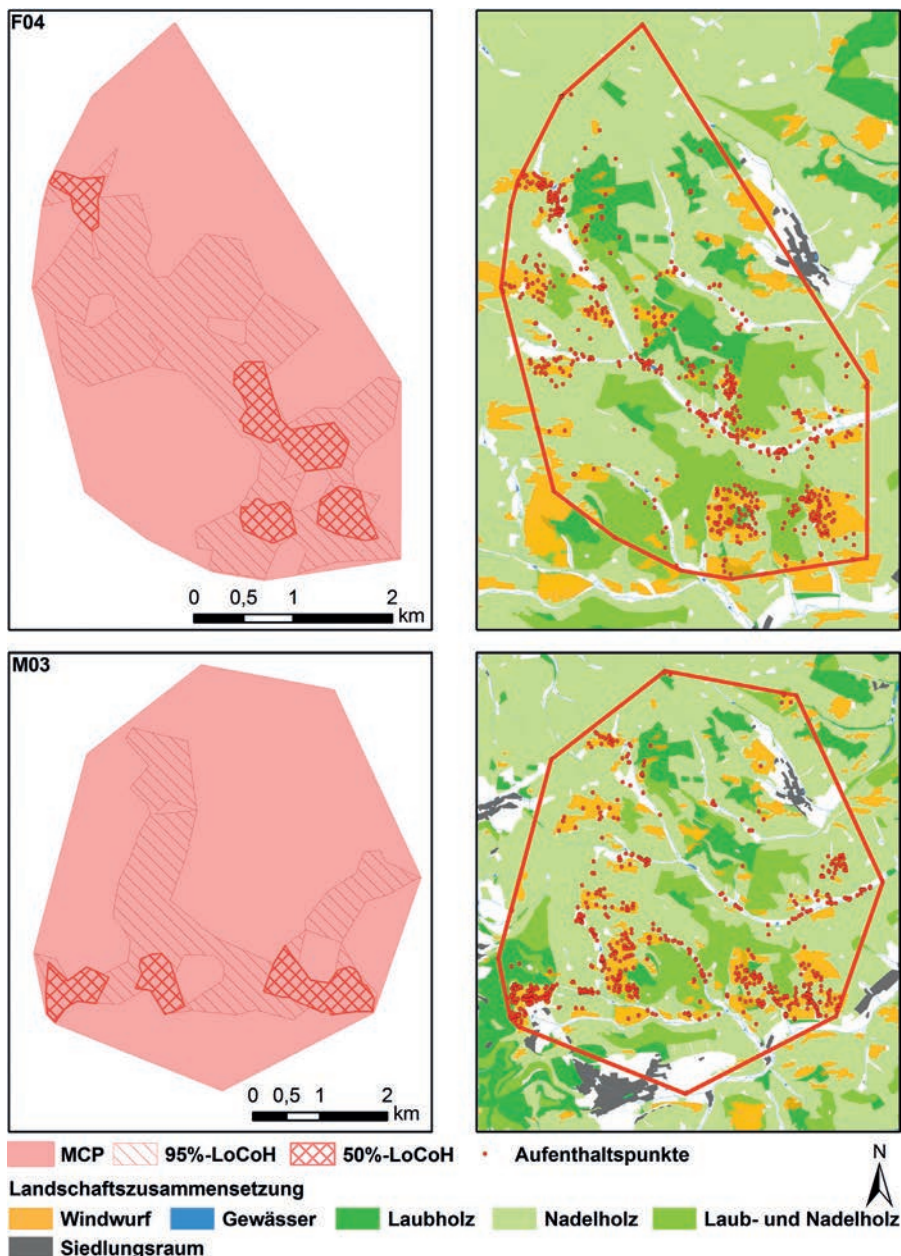 F04
0 0,5 1 2
km
M03
0 0,5 1 2
km
MCP 95%-LoCoH 50%-LoCoH Aufenthaltspunkte
N
Landschaftszusammensetzung
Windwurf Gewässer Laubholz Nadelholz Laub- und Nadelholz
Siedlungsraum